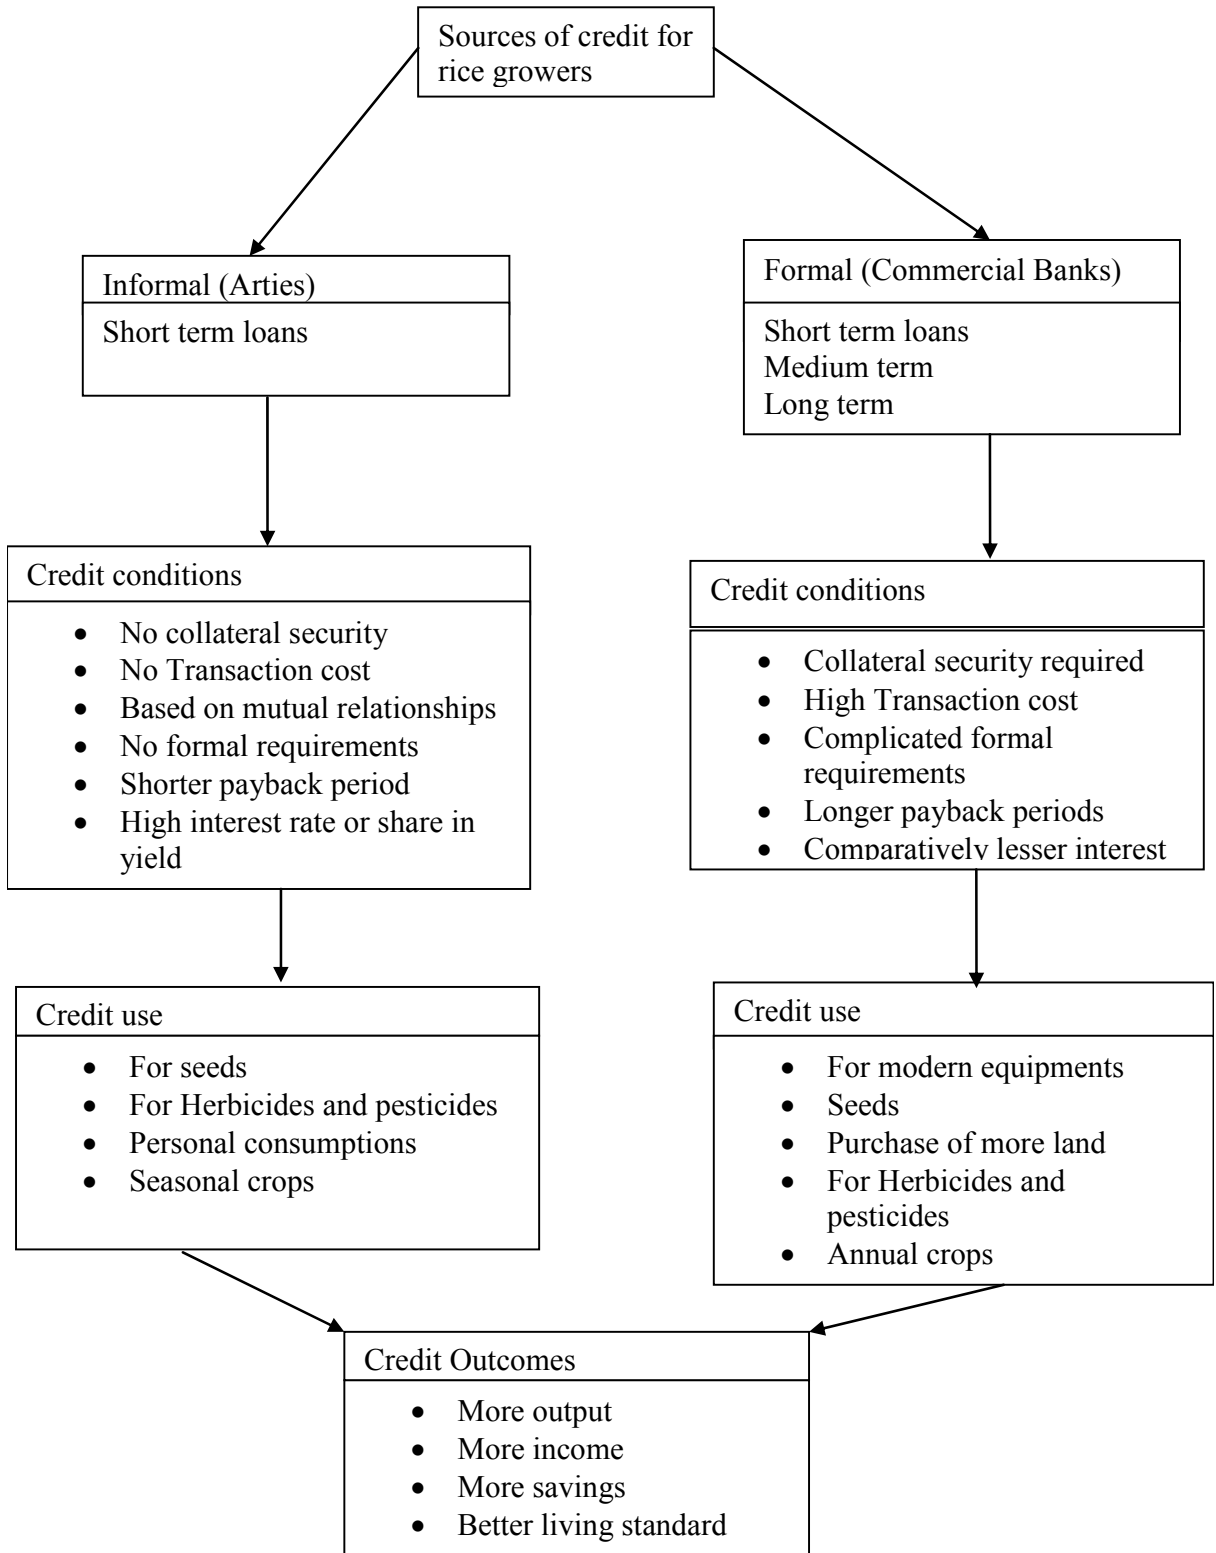 Sources of credit for
rice growers
Informal (Arties)
Short term loans
Formal (Commercial Banks)
Short term loans
Medium term
Long term
Credit conditions
• No collateral security
• No Transaction cost
• Based on mutual relationships
• No formal requirements
• Shorter payback period
• High interest rate or share in
yield
Credit conditions
• Collateral security required
• High Transaction cost
• Complicated formal
requirements
• Longer payback periods
• Comparatively lesser interest
Credit use
• For seeds
• For Herbicides and pesticides
• Personal consumptions
• Seasonal crops
Credit use
• For modern equipments
• Seeds
• Purchase of more land
• For Herbicides and
pesticides
• Annual crops
Credit Outcomes
• More output
• More income
• More savings
• Better living standard